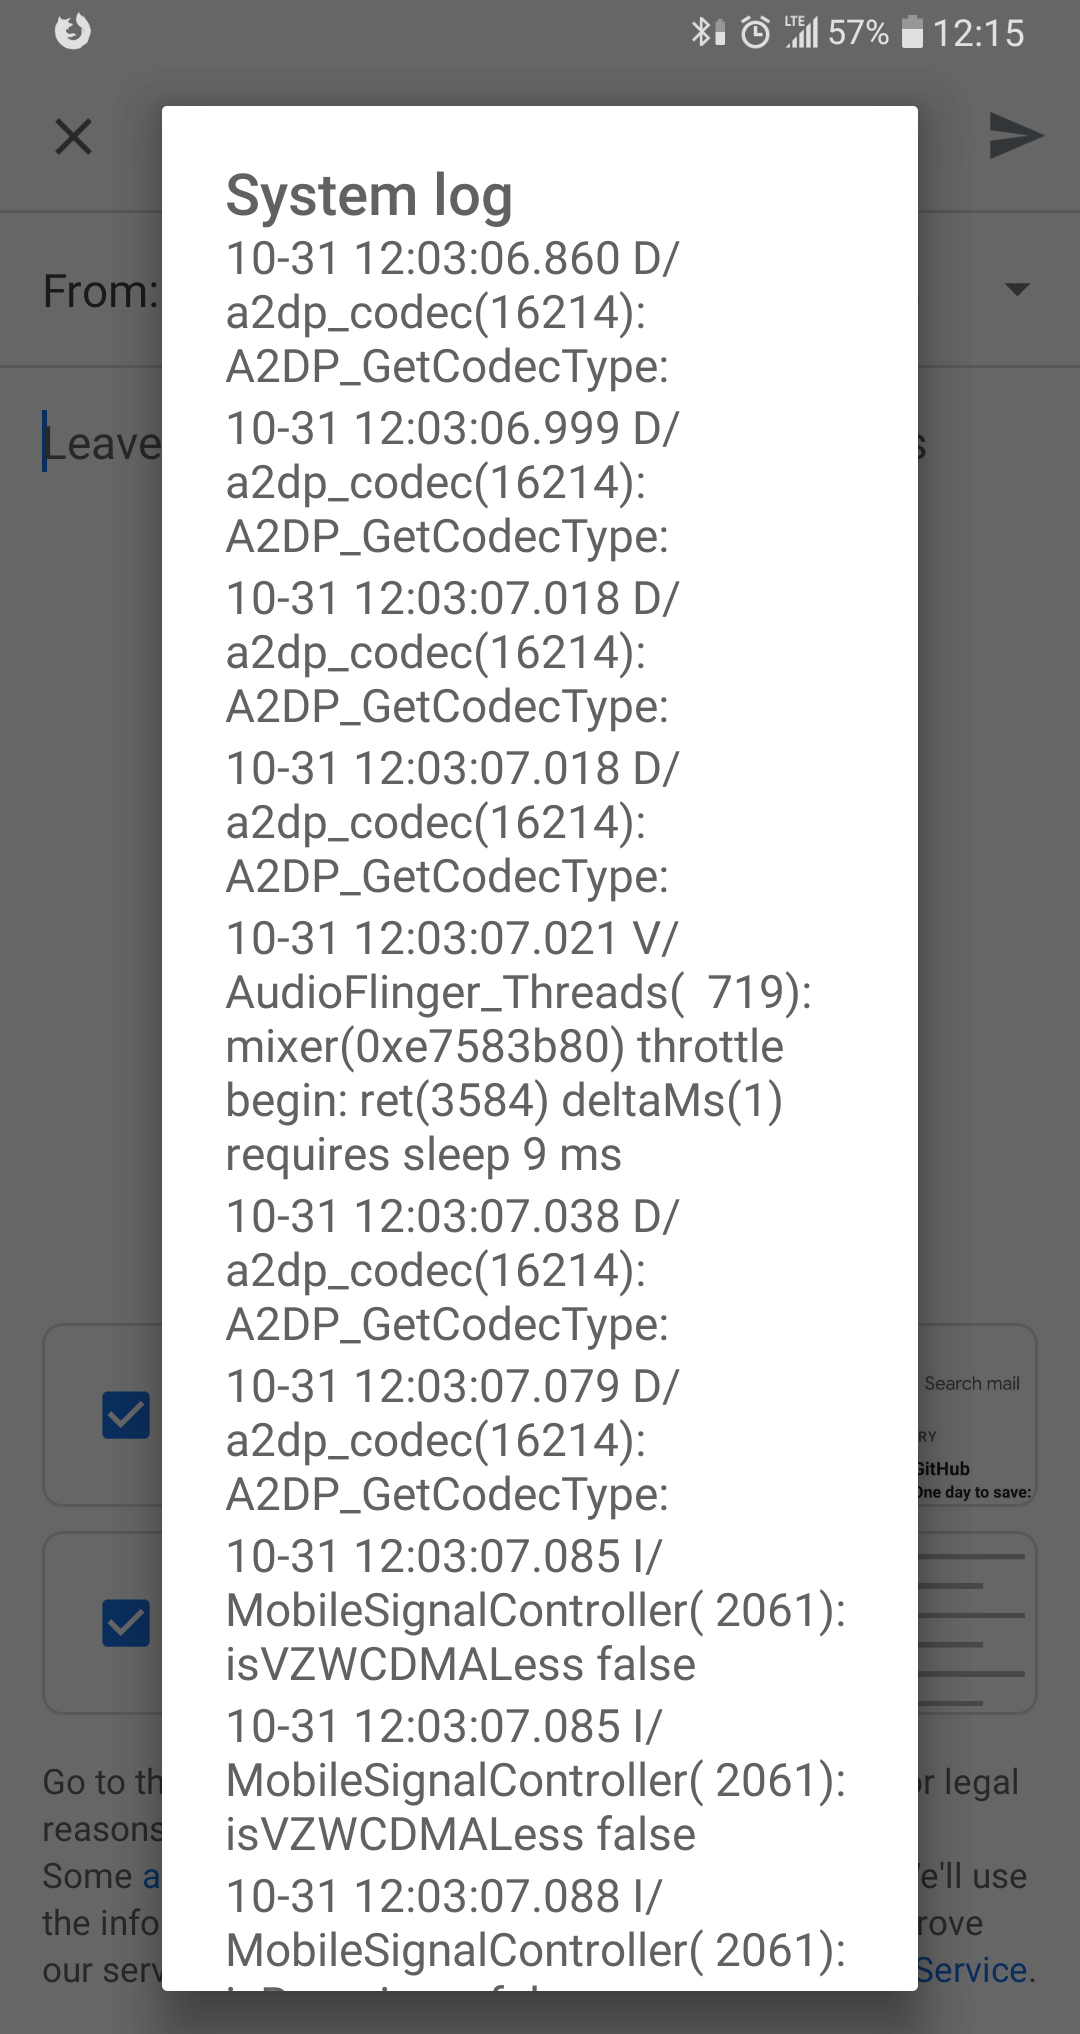 LTE 57% 12:15
System log
10-31 12:03:06.860 D/
a2dp_codec(16214):
A2DP_GetCodecType:
10-31 12:03:06.999 D/
a2dp_codec(16214):
A2DP_GetCodecType:
10-31 12:03:07.018 D/
a2dp_codec(16214):
A2DP_GetCodecType:
10-31 12:03:07.018 D/
a2dp_codec(16214):
A2DP_GetCodecType:
10-31 12:03:07.021 V/
AudioFlinger_Threads(  719):
mixer(0xe7583b80) throttle
begin: ret(3584) deltaMs(1)
requires sleep 9 ms
10-31 12:03:07.038 D/
a2dp_codec(16214):
A2DP_GetCodecType:
10-31 12:03:07.079 D/
a2dp_codec(16214):
A2DP_GetCodecType:
10-31 12:03:07.085 I/
MobileSignalController( 2061):
isVZWCDMALess false
10-31 12:03:07.085 I/
MobileSignalController( 2061):
isVZWCDMALess false
10-31 12:03:07.088 I/
MobileSignalController( 2061):
From:
Leave
Search mail
RY
GitHub
One day to save:
Go to th
r legal
reasons
Some a
e'll use
the info
rove
our serv
Service.